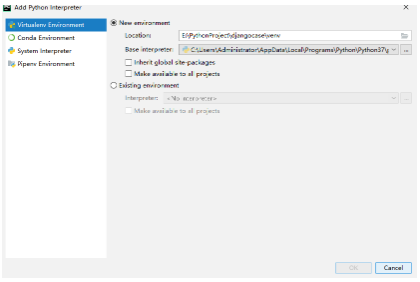 Add Python Interpreter
Virtualenv Environment
Conda Environment
System Interpreter
Pipenv Environment
New environment
Location: E:\PythonProject\djangocase\venv
Base interpreter: C:\Users\Administrator\AppData\Local\Programs\Python\Python37\
Inherit global site-packages
Make available to all projects
Existing environment
Interpreter: <No interpreter>
Make available to all projects
OK Cancel